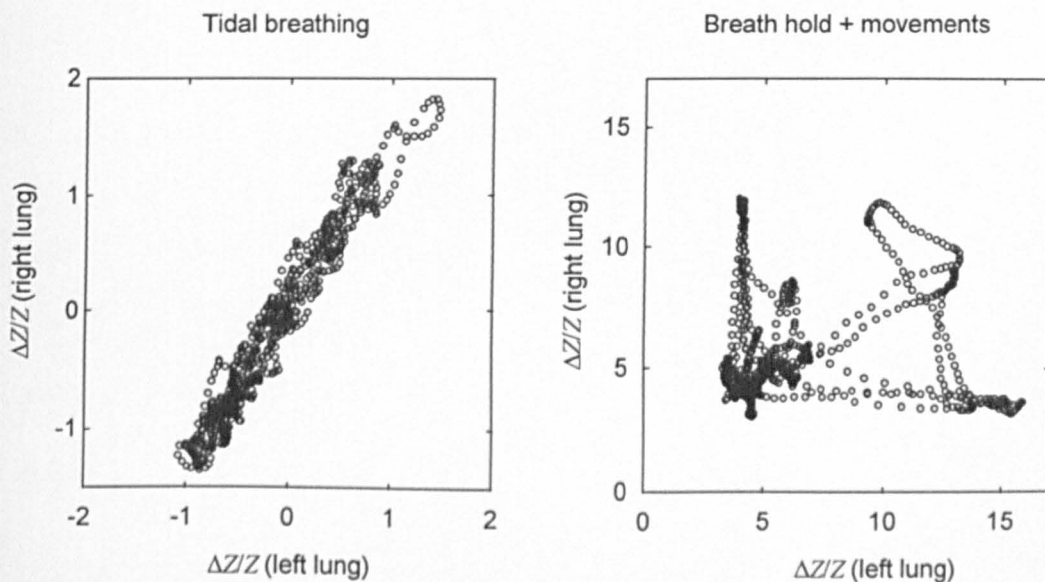 Tidal breathing
2
1
0
-1
-2
-1
0
1
2
ΔZ/Z (right lung)
ΔZ/Z (left lung)
Breath hold + movements
15
10
5
0
0
5
10
15
ΔZ/Z (right lung)
ΔZ/Z (left lung)